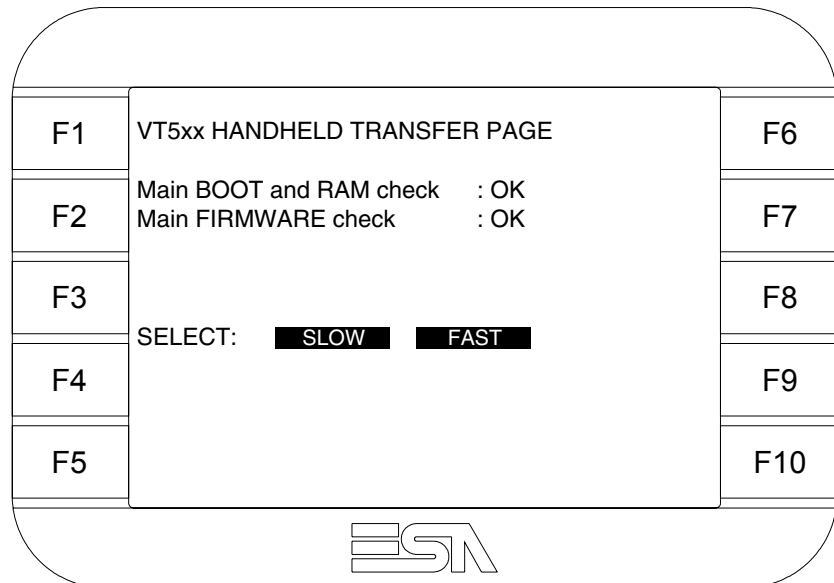 VT5xx HANDHELD TRANSFER PAGE
Main BOOT and RAM check : OK
Main FIRMWARE check : OK
SELECT: SLOW FAST
F1
F2
F3
F4
F5
F6
F7
F8
F9
F10
ESA